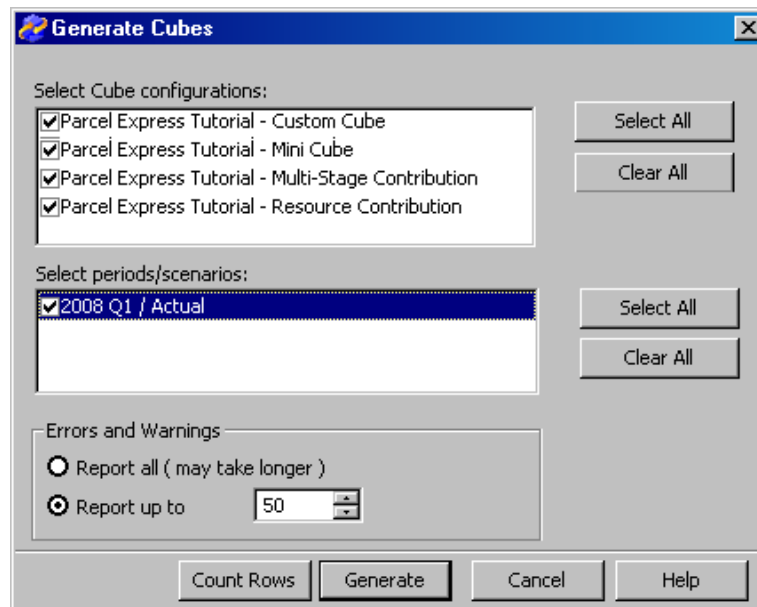 Generate Cubes
Select Cube configurations:
Parcel Express Tutorial - Custom Cube
Parcel Express Tutorial - Mini Cube
Parcel Express Tutorial - Multi-Stage Contribution
Parcel Express Tutorial - Resource Contribution
Select All
Clear All
Select periods/scenarios:
2008 Q1 / Actual
Select All
Clear All
Errors and Warnings
Report all ( may take longer )
Report up to 50
Count Rows Generate Cancel Help